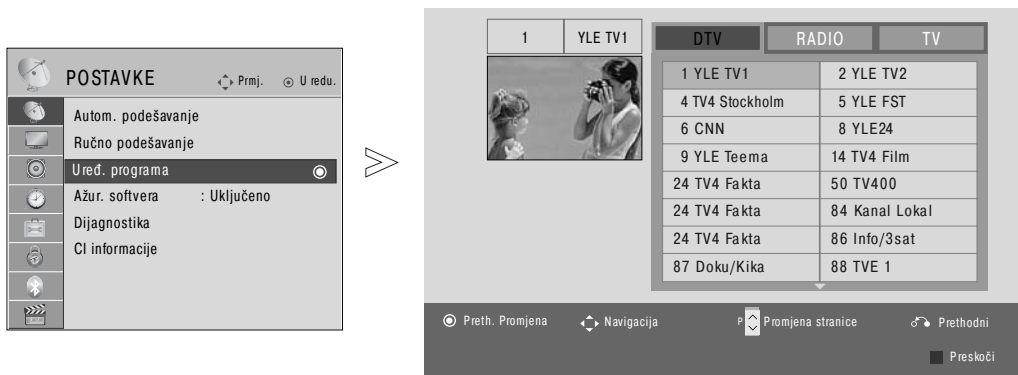 POSTAVKE Prmj. U redu.
Autom. podešavanje
Ručno podešavanje
Uređ. programa
Ažur. softvera : Uključeno
Dijagnostika
CI informacije
1 YLE TV1
DTV RADIO TV
1 YLE TV1 2 YLE TV2
4 TV4 Stockholm 5 YLE FST
6 CNN 8 YLE24
9 YLE Teema 14 TV4 Film
24 TV4 Fakta 50 TV400
24 TV4 Fakta 84 Kanal Lokal
24 TV4 Fakta 86 Info/3sat
87 Doku/Kika 88 TVE 1
Preth. Promjena Navigacija P Promjena stranice Prethodni
Preskoči